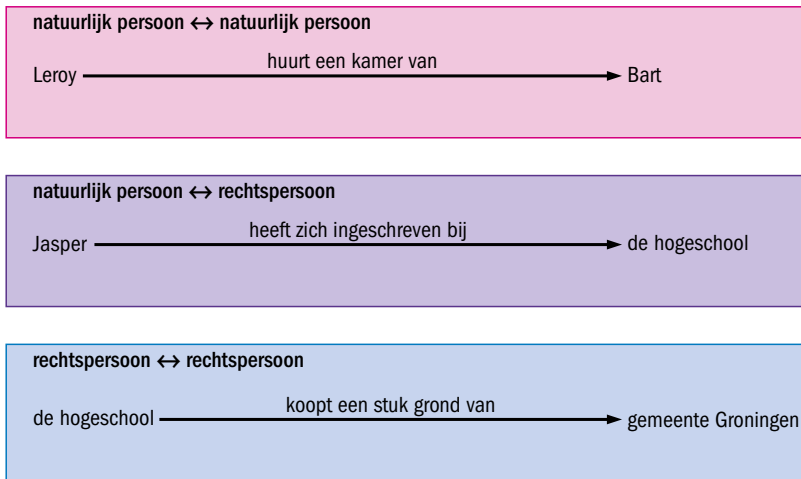 natuurlijk persoon ↔ natuurlijk persoon
huurt een kamer van
Leroy
Bart
natuurlijk persoon ↔ rechtspersoon
heeft zich ingeschreven bij
Jasper
de hogeschool
rechtspersoon ↔ rechtspersoon
koopt een stuk grond van
de hogeschool
gemeente Groningen